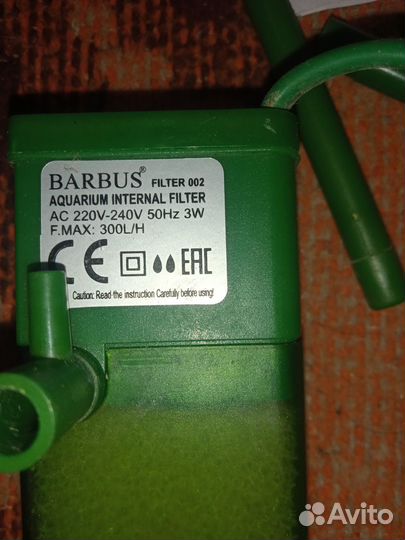 BARBUS® FILTER 002
AQUARIUM INTERNAL FILTER
AC 220V-240V 50Hz 3W
F.MAX: 300L/H
CE EAC
Caution: Read the instruction Carefully before using!
Avito